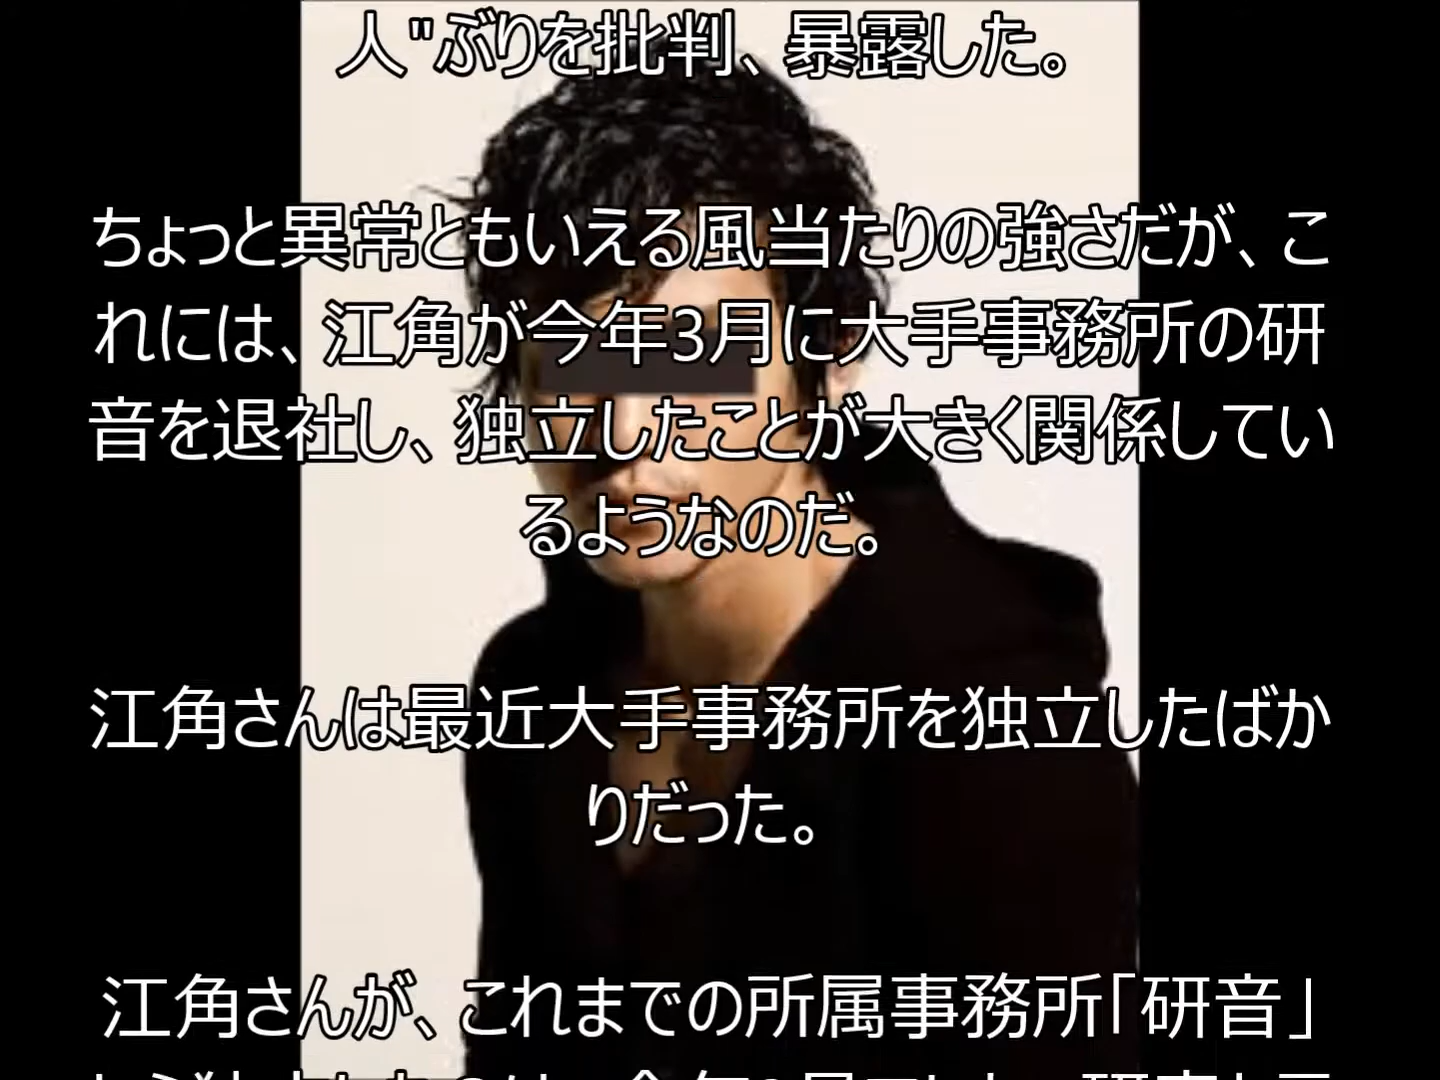 人"ぶりを批判、暴露した。
ちょっと異常ともいえる風当たりの強さだが、こ
れには、江角が今年3月に大手事務所の研
音を退社し、独立したことが大きく関係してい
るようなのだ。
江角さんは最近大手事務所を独立したばか
りだった。
江角さんが、これまでの所属事務所「研音」